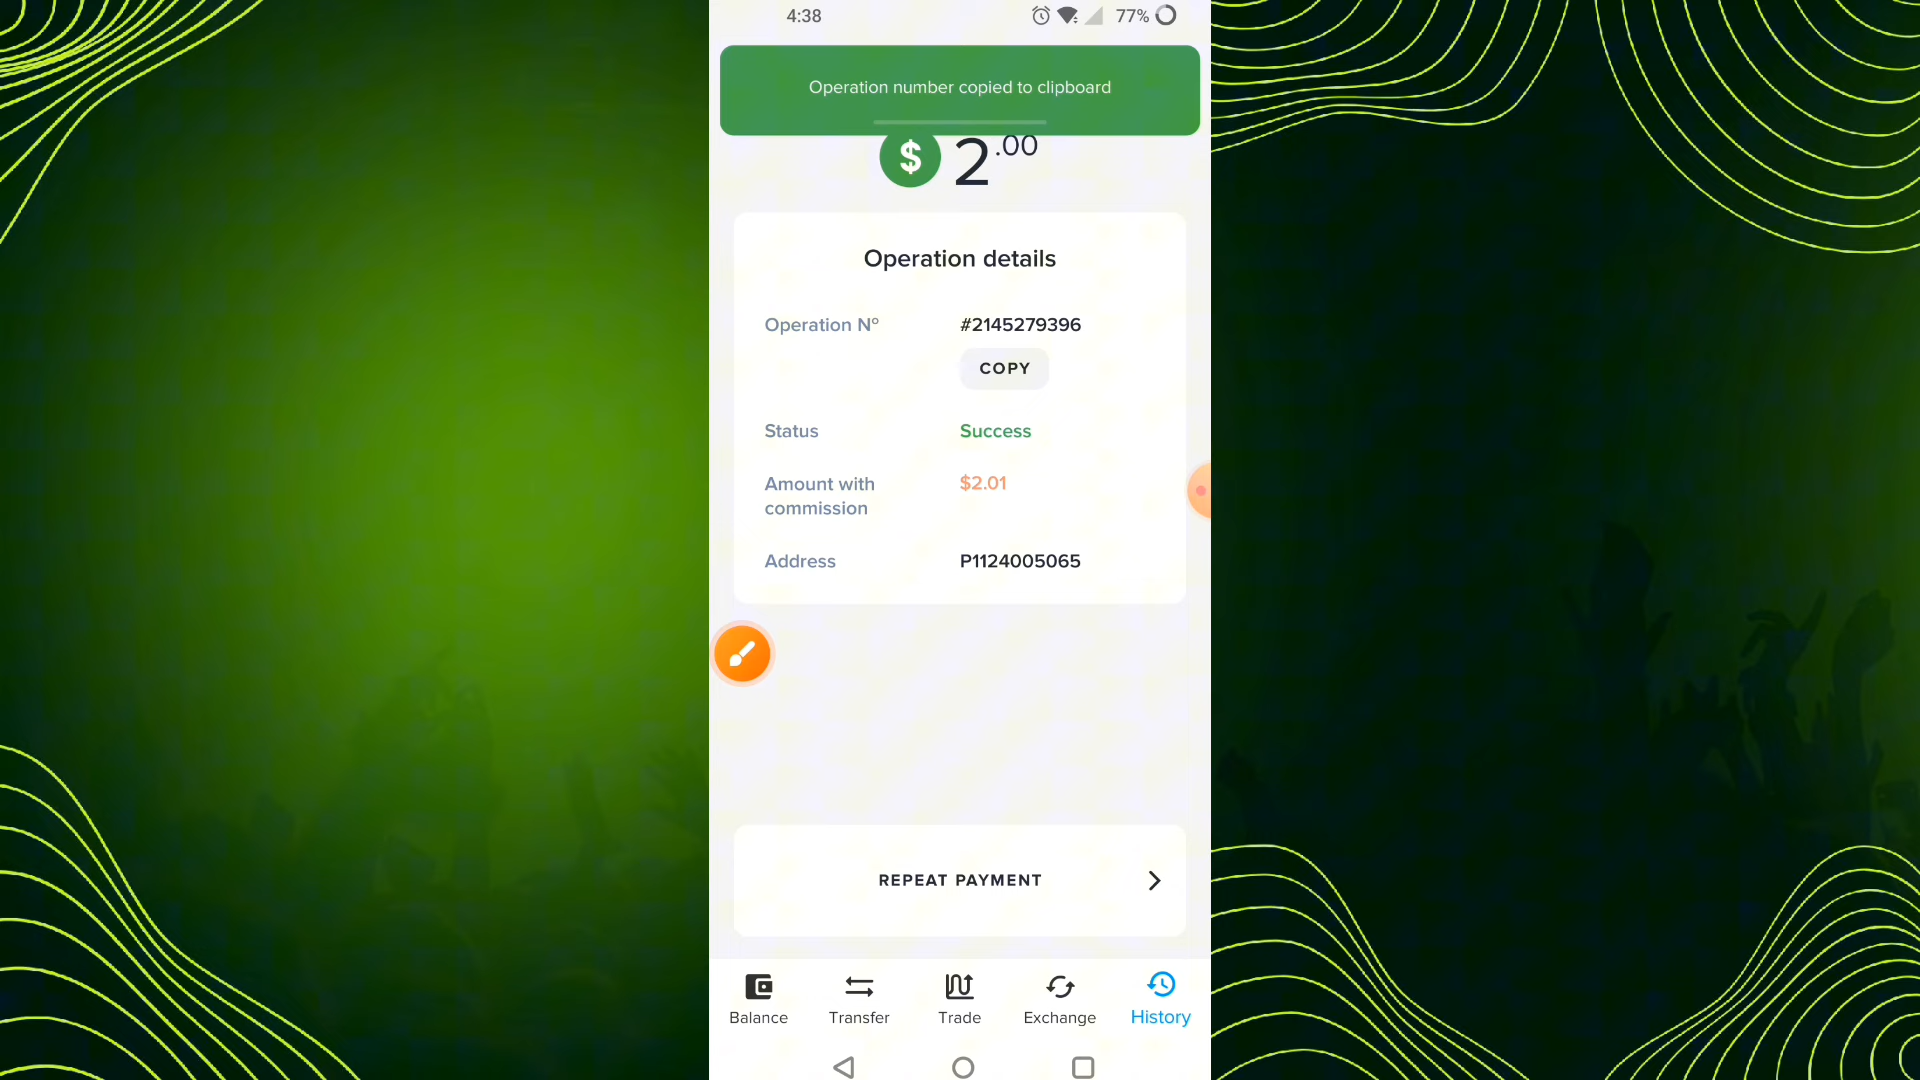 4:38
77%
Operation number copied to clipboard
$ 2.00
Operation details
Operation Nº #2145279396
COPY
Status Success
Amount with commission $2.01
Address P1124005065
REPEAT PAYMENT
Balance Transfer Trade Exchange History